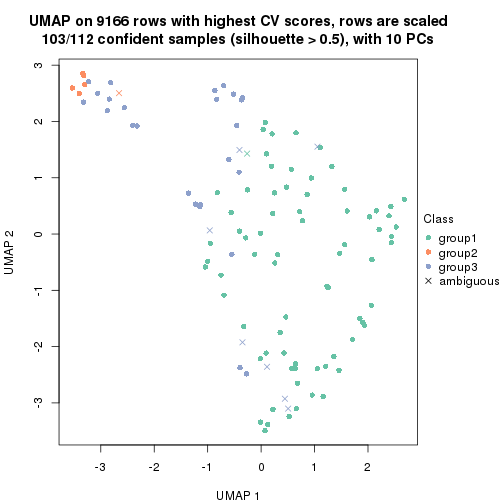 UMAP on 9166 rows with highest CV scores, rows are scaled
103/112 confident samples (silhouette > 0.5), with 10 PCs
3
2
1
0
-1
-2
-3
UMAP 2
-3
-2
-1
0
1
2
UMAP 1
Class
group1
group2
group3
ambiguous